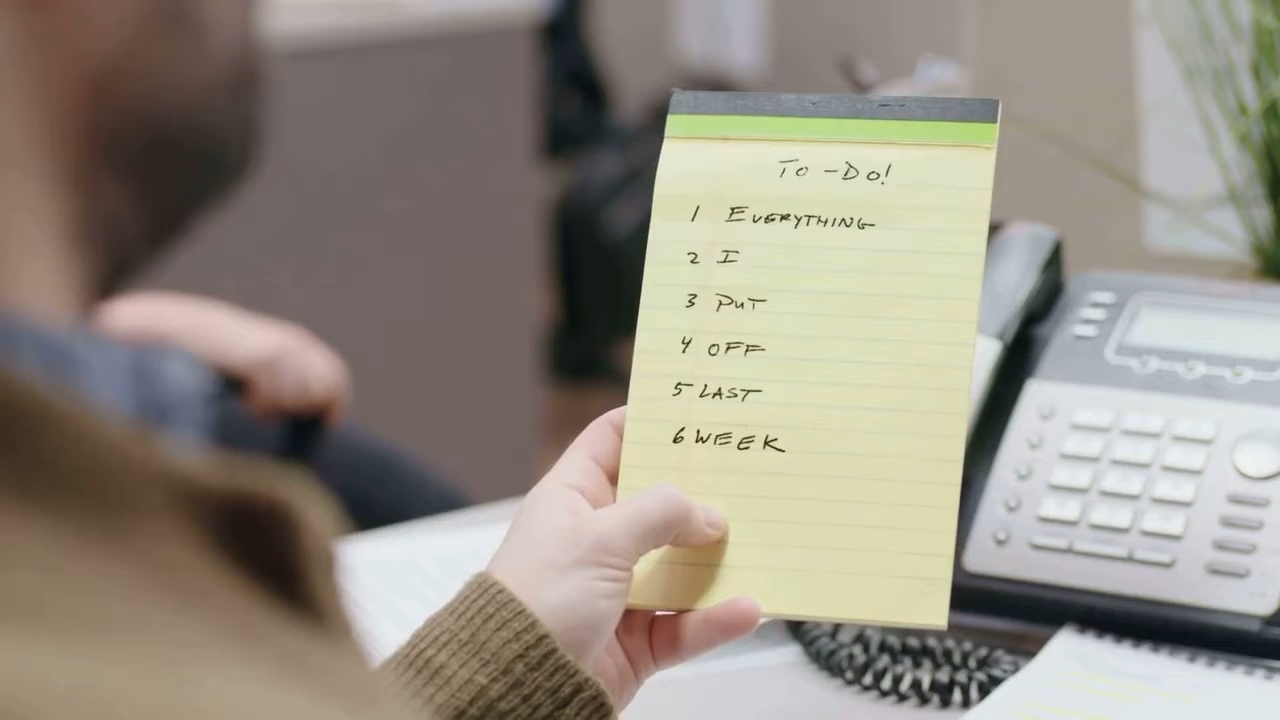 To-Do!
1 EVERYTHING
2 I
3 PUT
4 OFF
5 LAST
6 WEEK